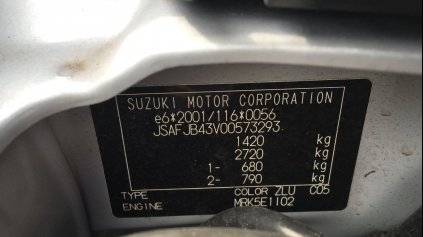 SUZUKI MOTOR CORPORATION
e6*2001/116*0056
JSAFJB43V00573293
1420 kg
2720 kg
1- 680 kg
2- 790 kg
TYPE COLOR ZLU C05
ENGINE MRK5E1102